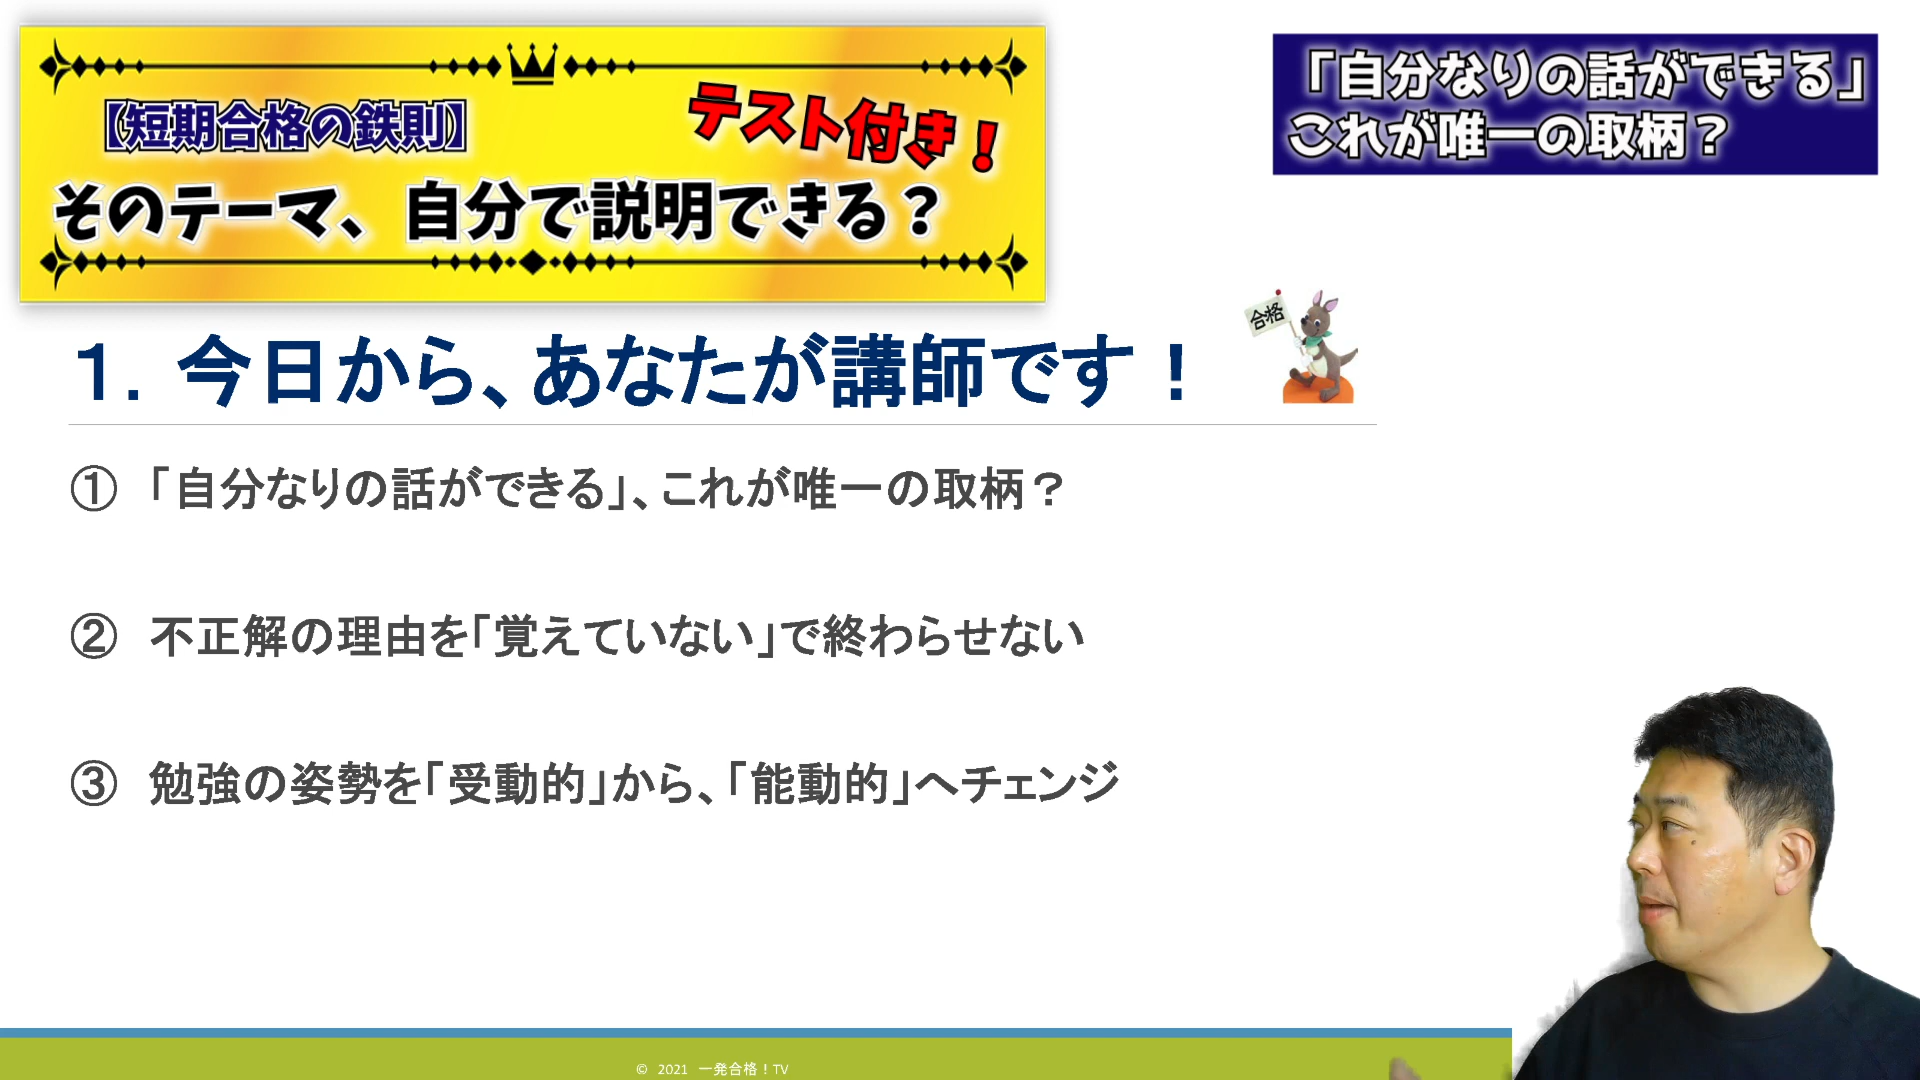 【短期合格の鉄則】
テスト付き！
そのテーマ、自分で説明できる？
「自分なりの話ができる」
これが唯一の取柄？
合格
１．今日から、あなたが講師です！
① 「自分なりの話ができる」、これが唯一の取柄？
② 不正解の理由を「覚えていない」で終わらせない
③ 勉強の姿勢を「受動的」から、「能動的」へチェンジ
© 2021 一発合格！TV